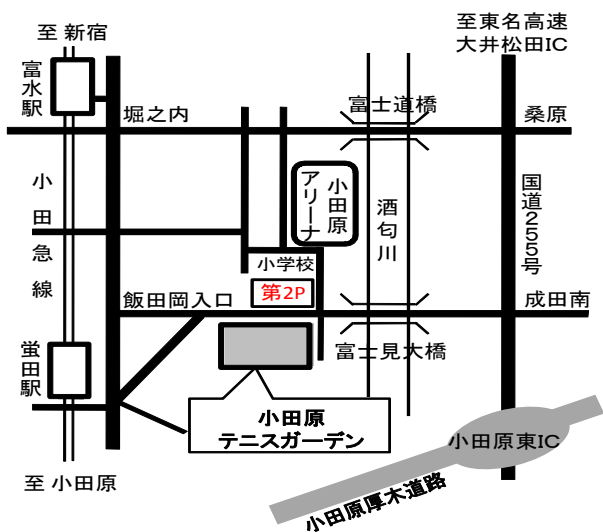 至 新宿
至東名高速
大井松田IC
富水駅
堀之内
富士道橋
桑原
小田急線
小田原
アリーナ
酒匂川
国道255号
小学校
第2P
飯田岡入口
成田南
富士見大橋
蛍田駅
小田原
テニスガーデン
小田原東IC
至 小田原
小田原厚木道路